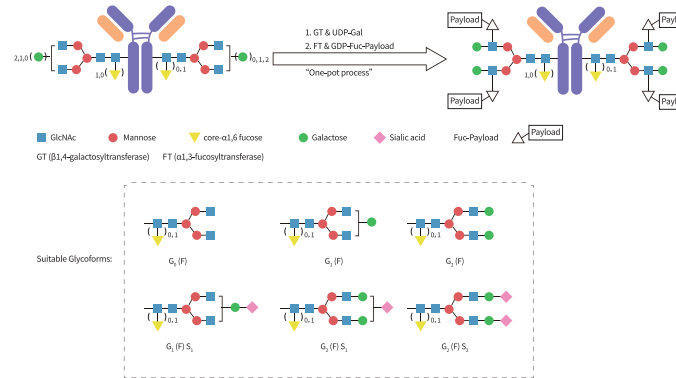 Payload
Payload
1. GT & UDP-Gal
2. FT & GDP-Fuc-Payload
"One-pot process"
2,1,0
( )
1,0
( )
0, 1
( )
0, 1, 2
1,0
( )
0, 1
Payload
Payload
GlcNAc Mannose core-α1,6 fucose Galactose Sialic acid Fuc-Payload Payload
GT (β1,4-galactosyltransferase) FT (α1,3-fucosyltransferase)
( ) 0, 1
( ) 0, 1
( ) 0, 1
Suitable Glycoforms:
G0 (F) G1 (F) G2 (F)
( ) 0, 1
( ) 0, 1
( ) 0, 1
G1 (F) S1 G2 (F) S1 G2 (F) S2